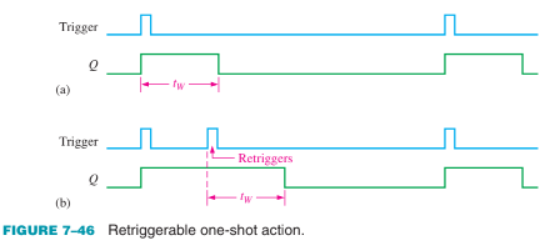 Trigger
Q
tW
(a)
Trigger
Retriggers
Q
tW
(b)
FIGURE 7–46 Retriggerable one-shot action.